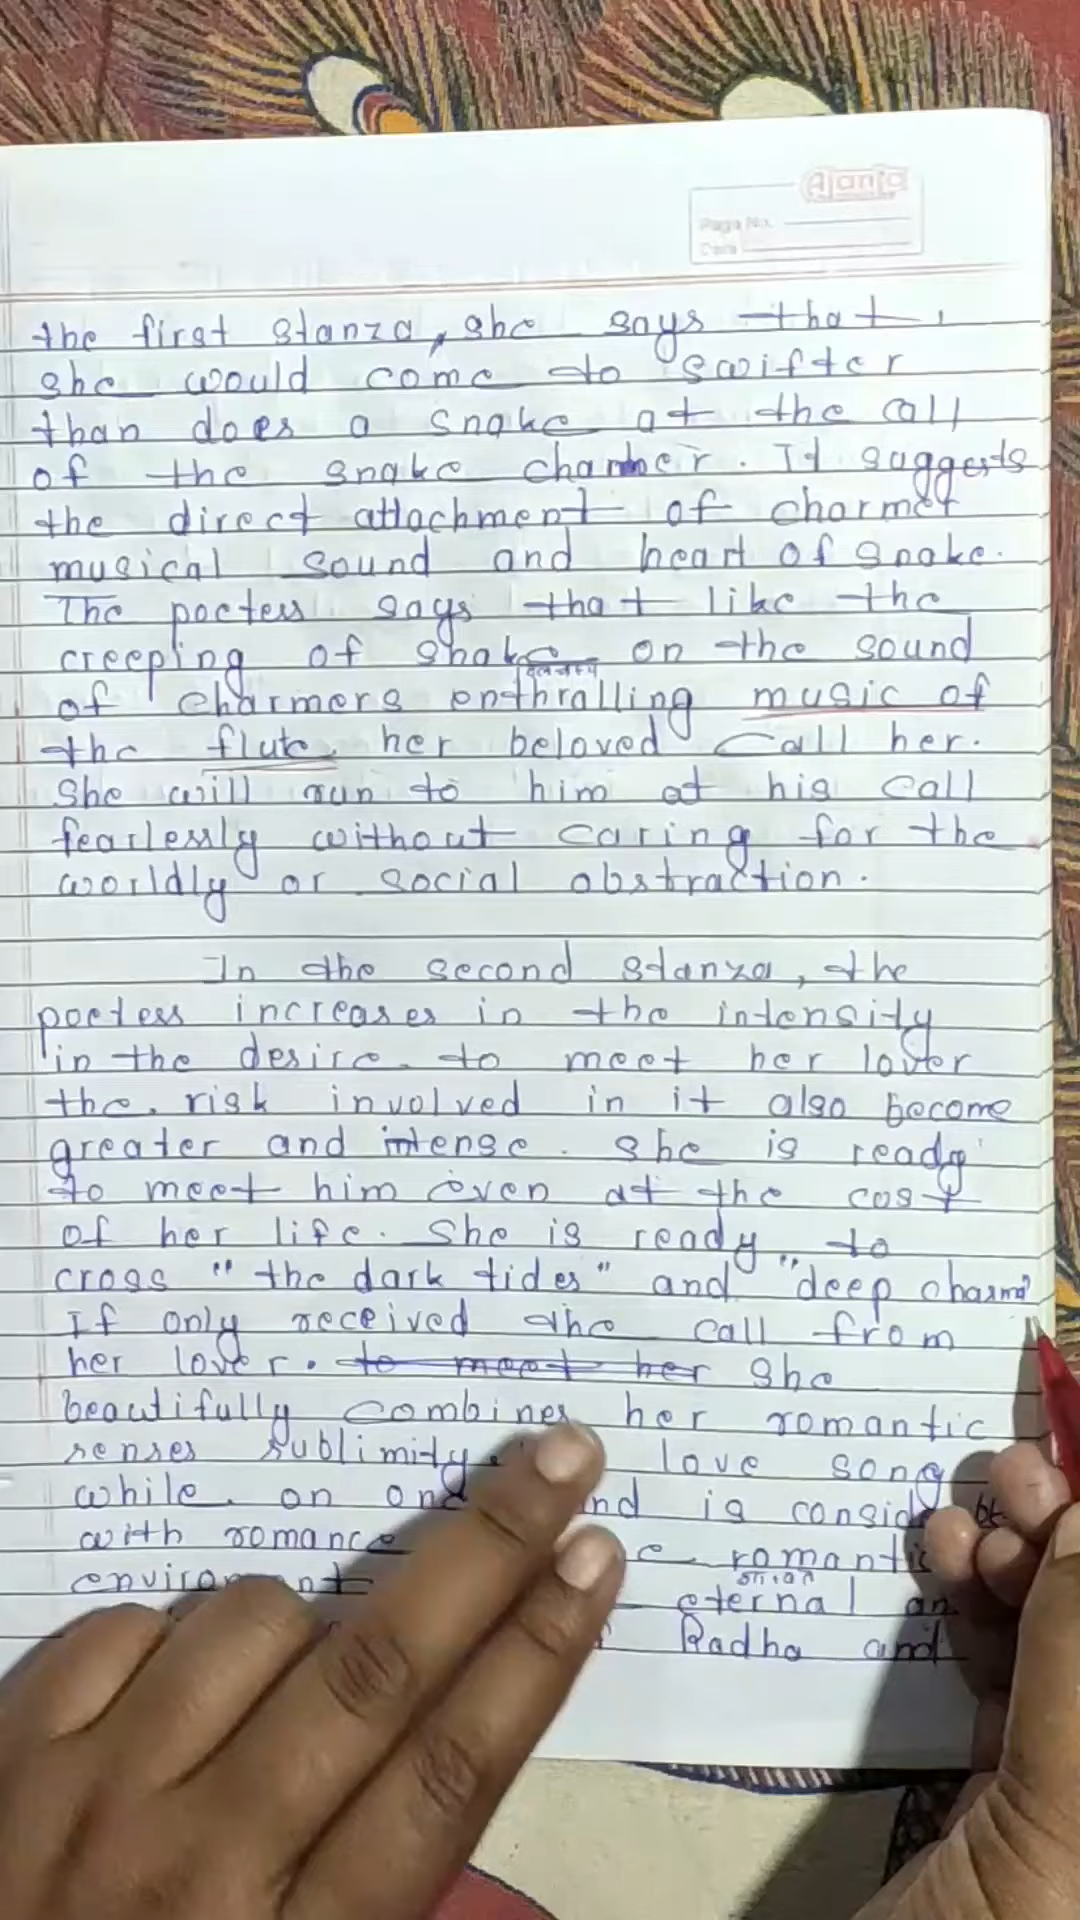 Ajanta
Page No.
Date
the first stanza, she says that,
she would come to swifter
than does a snake at the call
of the snake charmer. It suggests
the direct attachment of charmer
musical sound and heart of snake.
The poetess says that like the
creeping of snake on the sound
of charmers enthralling music of
the flute, her beloved call her.
She will run to him at his call
fearlessly without caring for the
worldly or social obstraction.
In the second stanza, the
poetess increases in the intensity
in the desire to meet her lover
the risk involved in it also become
greater and intense. She is ready
to meet him even at the cost
of her life. She is ready to
cross "the dark tides" and "deep
If only received the call from
her lover. to meet her She
beautifully combines her romantic
senses sublimity. love song
while on is
with romance
eternal
Radha and